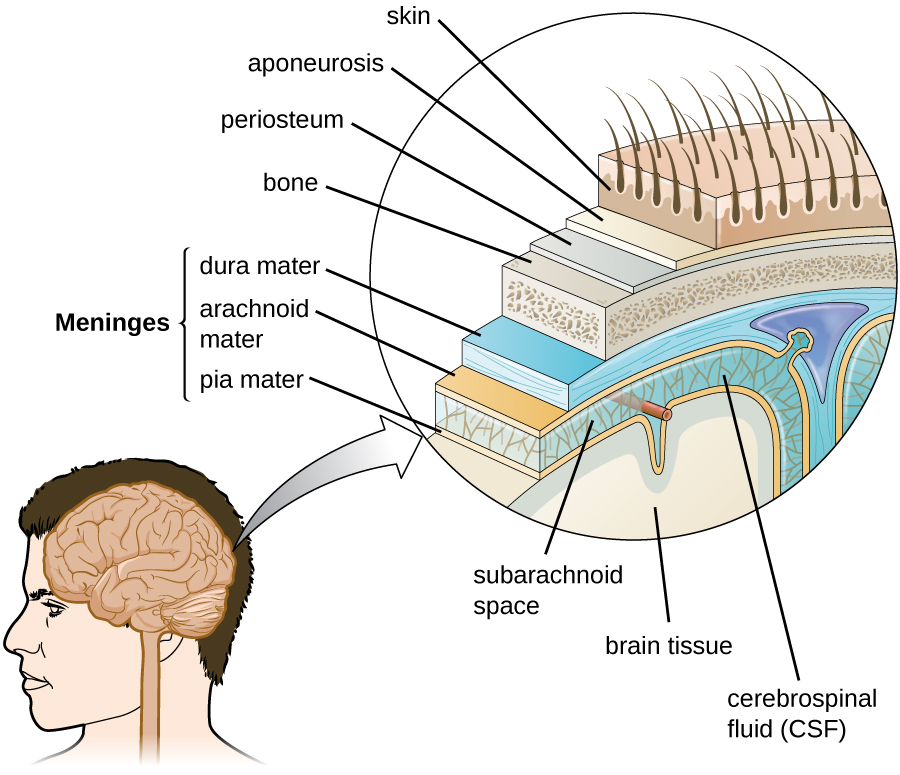 skin
aponeurosis
periosteum
bone
dura mater
arachnoid
mater
pia mater
Meninges
subarachnoid
space
brain tissue
cerebrospinal
fluid (CSF)